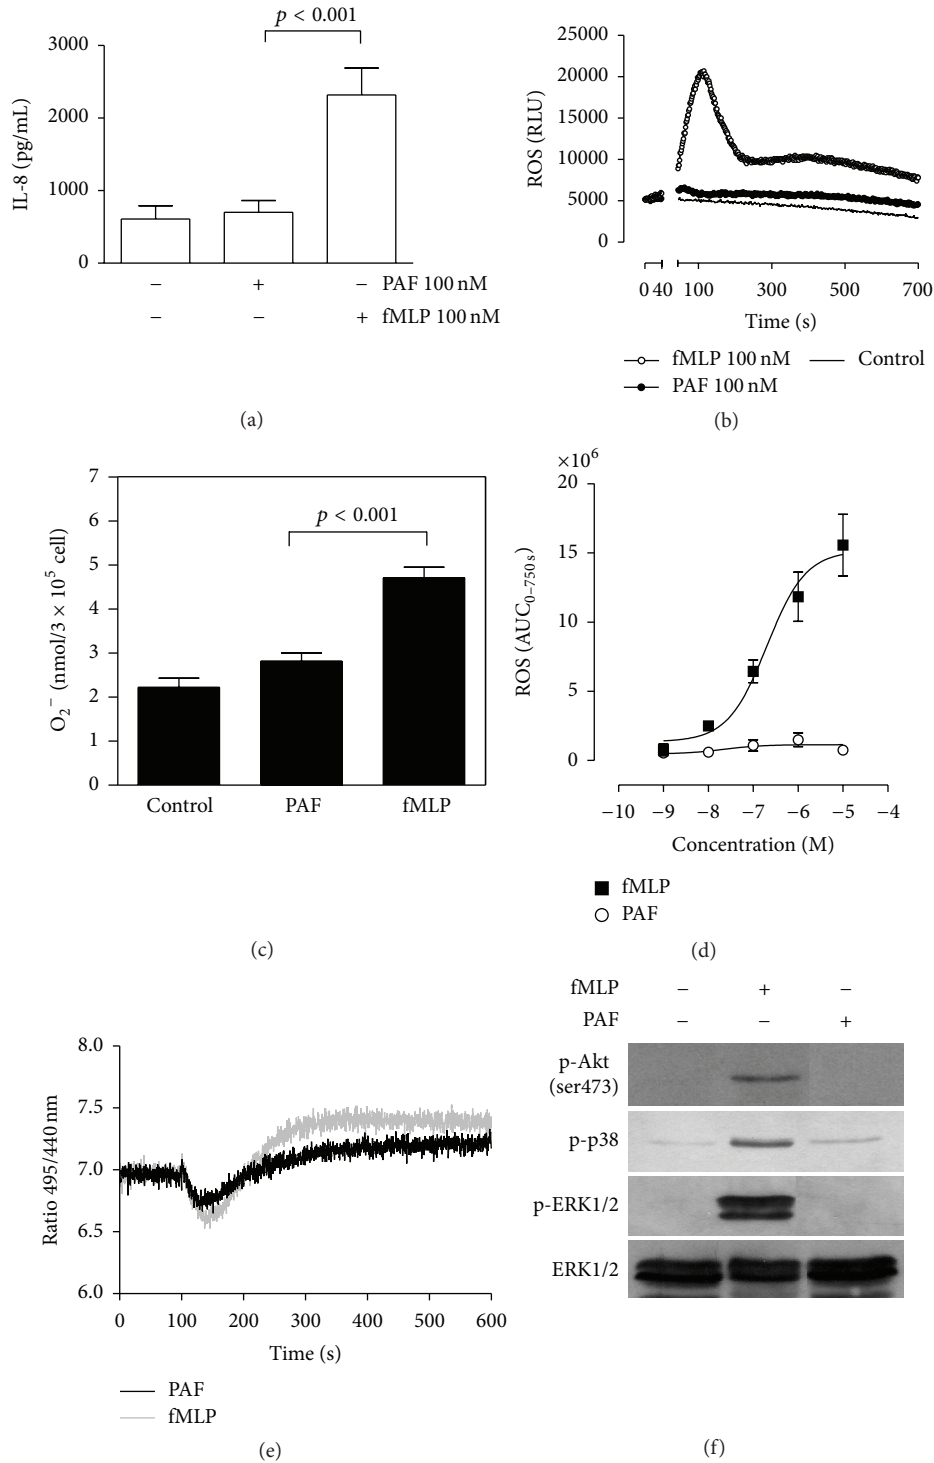 p < 0.001
3000
2000
1000
0
IL-8 (pg/mL)
− + − PAF 100 nM
− − + fMLP 100 nM
(a)
25000
20000
15000
10000
5000
0
ROS (RLU)
0 40 100 300 500 700
Time (s)
fMLP 100 nM
Control
PAF 100 nM
(b)
7
6
5
4
3
2
1
0
O₂⁻ (nmol/3 × 10⁵ cell)
p < 0.001
Control PAF fMLP
(c)
×10⁶
20
15
10
5
0
ROS (AUC₀₋₇₅₀ ₛ)
−10 −9 −8 −7 −6 −5 −4
Concentration (M)
fMLP
PAF
(d)
8.0
7.5
7.0
6.5
6.0
Ratio 495/440 nm
0 100 200 300 400 500 600
Time (s)
PAF
fMLP
(e)
fMLP − + −
PAF − − +
p-Akt
(ser473)
p-p38
p-ERK1/2
ERK1/2
(f)